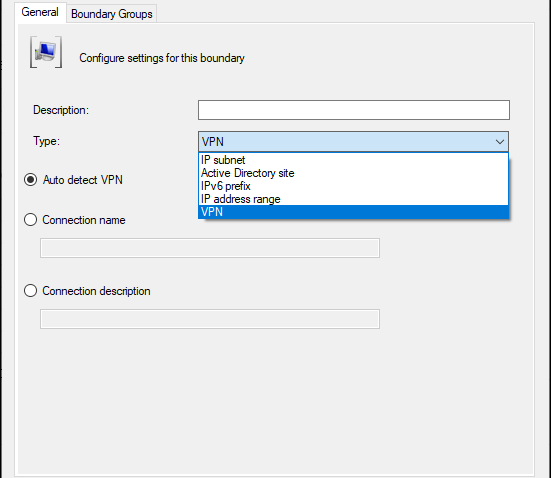 General
Boundary Groups
Configure settings for this boundary
Description:
Type:
VPN
IP subnet
Active Directory site
IPv6 prefix
IP address range
VPN
Auto detect VPN
Connection name
Connection description